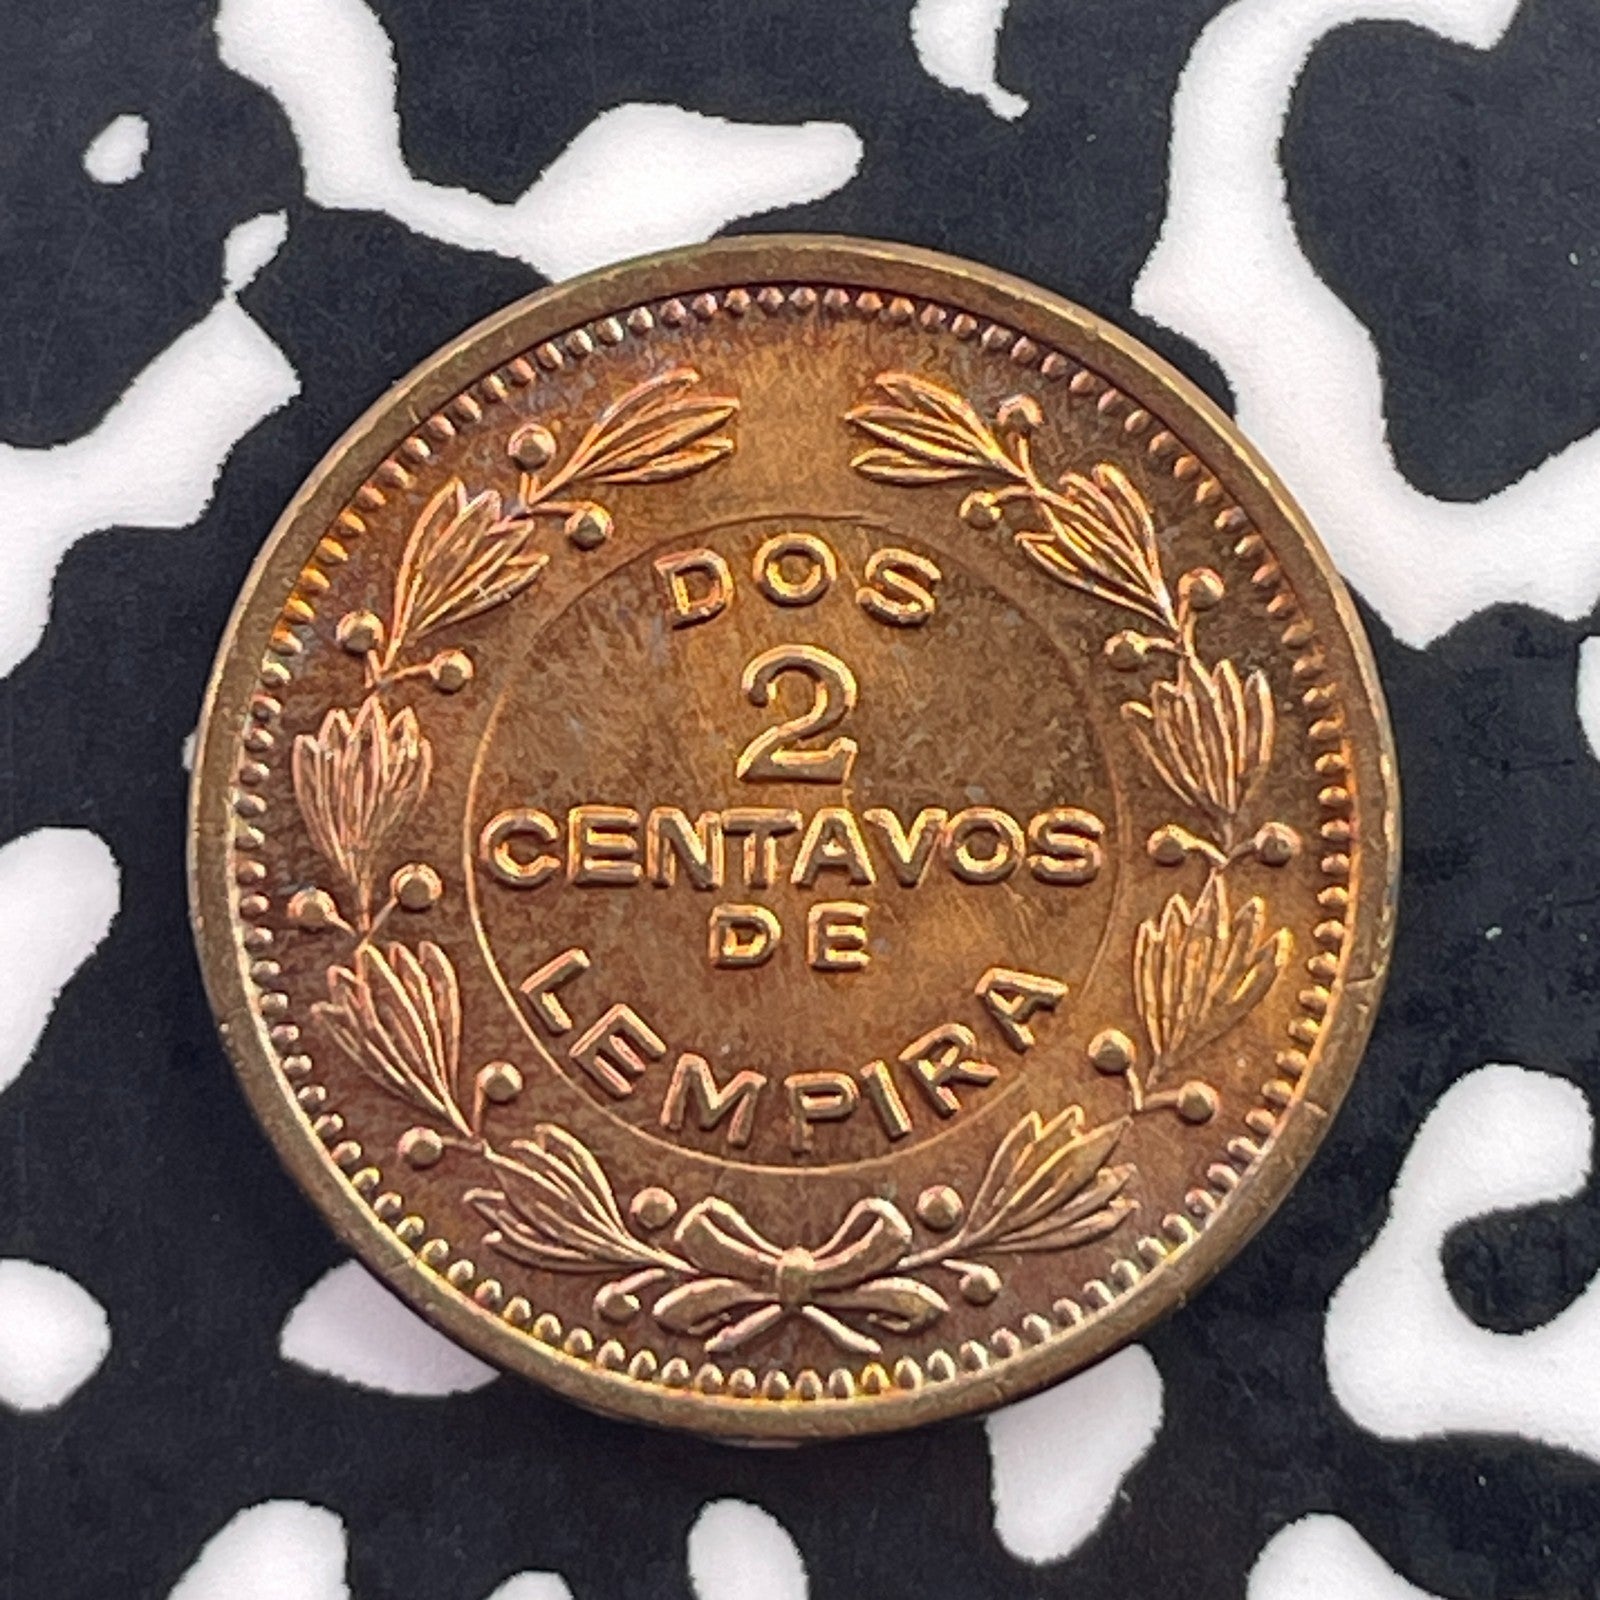 DOS
2
CENTAVOS
DE
LEMPIRA